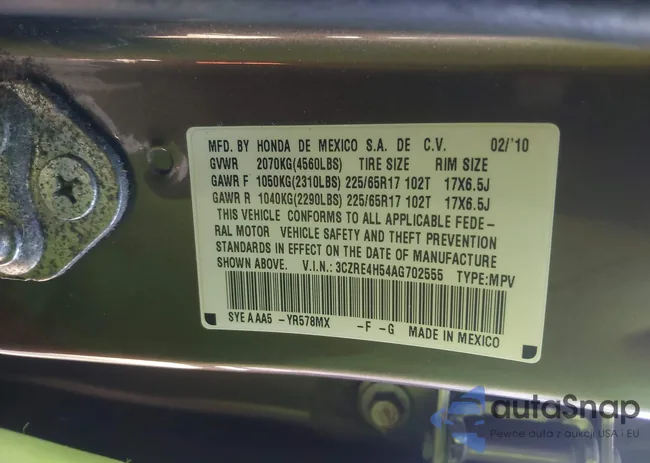 MFD. BY HONDA DE MEXICO S.A. DE C.V. 02/'10
GVWR 2070KG(4560LBS) TIRE SIZE RIM SIZE
GAWR F 1050KG(2310LBS) 225/65R17 102T 17X6.5J
GAWR R 1040KG(2290LBS) 225/65R17 102T 17X6.5J
THIS VEHICLE CONFORMS TO ALL APPLICABLE FEDE-
RAL MOTOR VEHICLE SAFETY AND THEFT PREVENTION
STANDARDS IN EFFECT ON THE DATE OF MANUFACTURE
SHOWN ABOVE. V.I.N.: 3CZRE4H54AG702555 TYPE:MPV
SYE A AA5 -YR578MX -F -G MADE IN MEXICO
autaSnap
Pewne auta z aukcji USA i EU